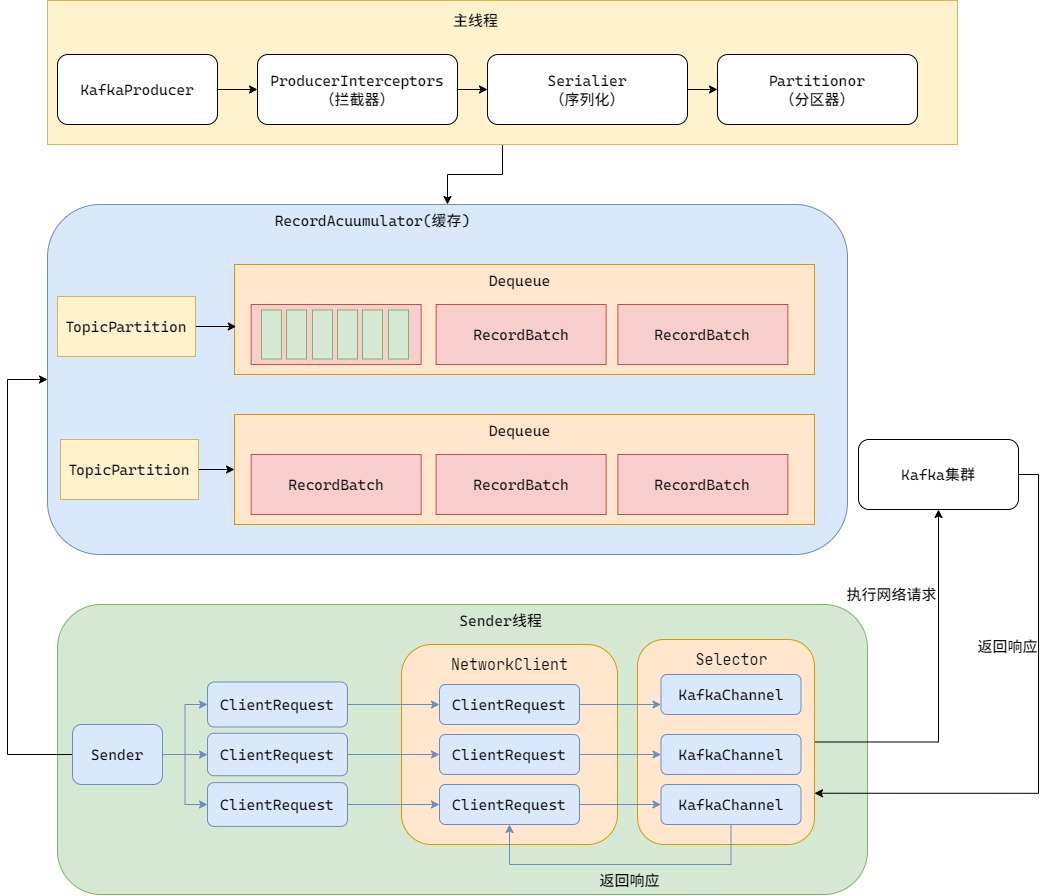 主线程
KafkaProducer
ProducerInterceptors
（拦截器）
Serialier
（序列化）
Partitionor
（分区器）
RecordAcuumulator(缓存)
Dequeue
TopicPartition
RecordBatch
RecordBatch
Dequeue
TopicPartition
RecordBatch
RecordBatch
RecordBatch
Kafka集群
执行网络请求
返回响应
Sender线程
NetworkClient
Selector
Sender
ClientRequest
ClientRequest
KafkaChannel
ClientRequest
ClientRequest
KafkaChannel
ClientRequest
ClientRequest
KafkaChannel
返回响应